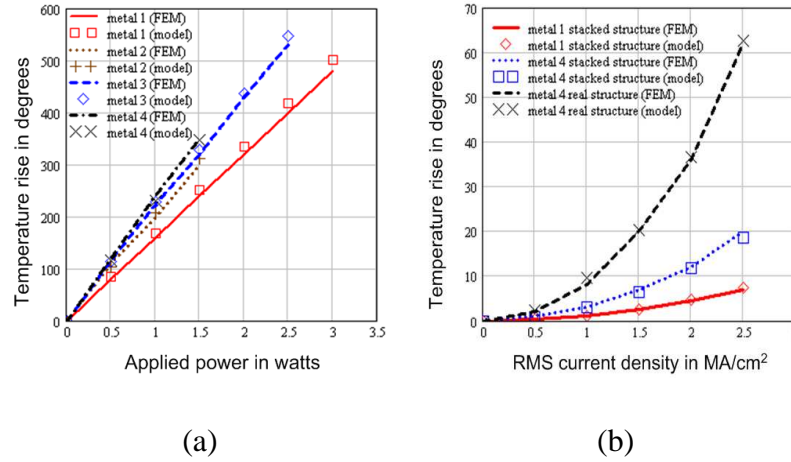 600
500
400
300
200
100
0
0
0.5
1
1.5
2
2.5
3
3.5
Temperature rise in degrees
Applied power in watts
metal 1 (FEM)
metal 1 (model)
metal 2 (FEM)
metal 2 (model)
metal 3 (FEM)
metal 3 (model)
metal 4 (FEM)
metal 4 (model)
(a)
70
60
50
40
30
20
10
0
0
0.5
1
1.5
2
2.5
Temperature rise in degrees
RMS current density in MA/cm²
metal 1 stacked structure (FEM)
metal 1 stacked structure (model)
metal 4 stacked structure (FEM)
metal 4 stacked structure (model)
metal 4 real structure (FEM)
metal 4 real structure (model)
(b)